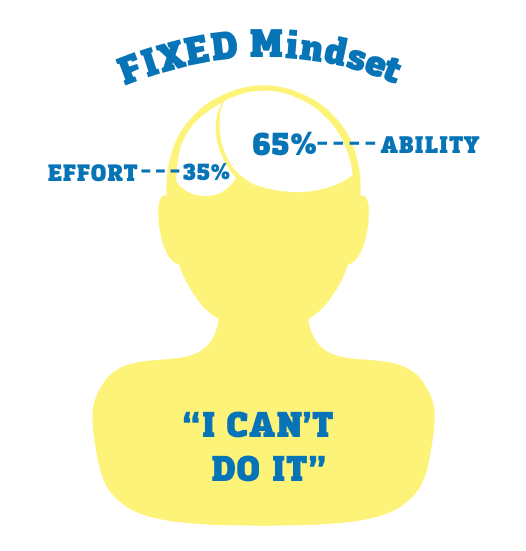 FIXED Mindset
65%----ABILITY
EFFORT---35%
“I CAN’T
DO IT”